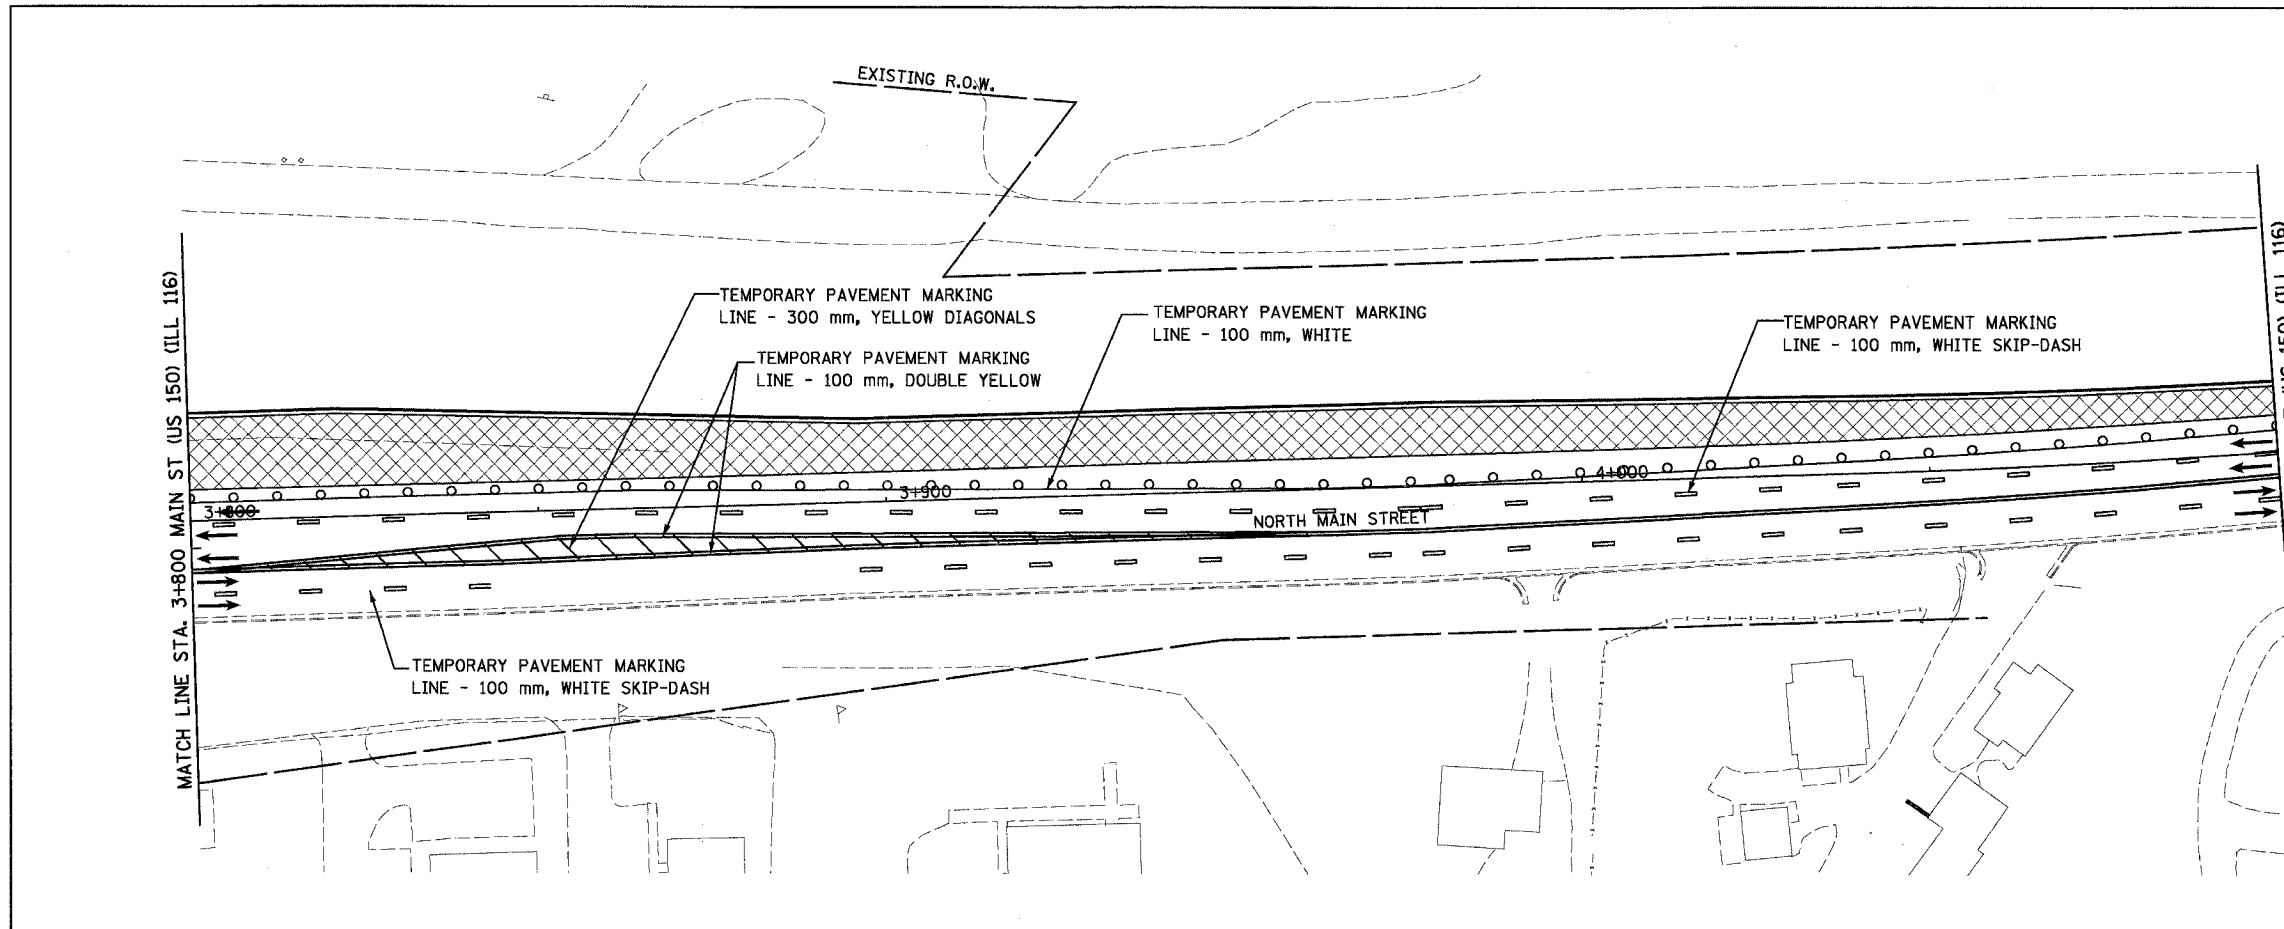 EXISTING R.O.W.
TEMPORARY PAVEMENT MARKING
LINE - 300 mm, YELLOW DIAGONALS
TEMPORARY PAVEMENT MARKING
LINE - 100 mm, DOUBLE YELLOW
TEMPORARY PAVEMENT MARKING
LINE - 100 mm, WHITE
TEMPORARY PAVEMENT MARKING
LINE - 100 mm, WHITE SKIP-DASH
MATCH LINE STA. 3+800 MAIN ST (US 150) (ILL 116)
3+800
3+900
4+000
NORTH MAIN STREET
TEMPORARY PAVEMENT MARKING
LINE - 100 mm, WHITE SKIP-DASH
116)